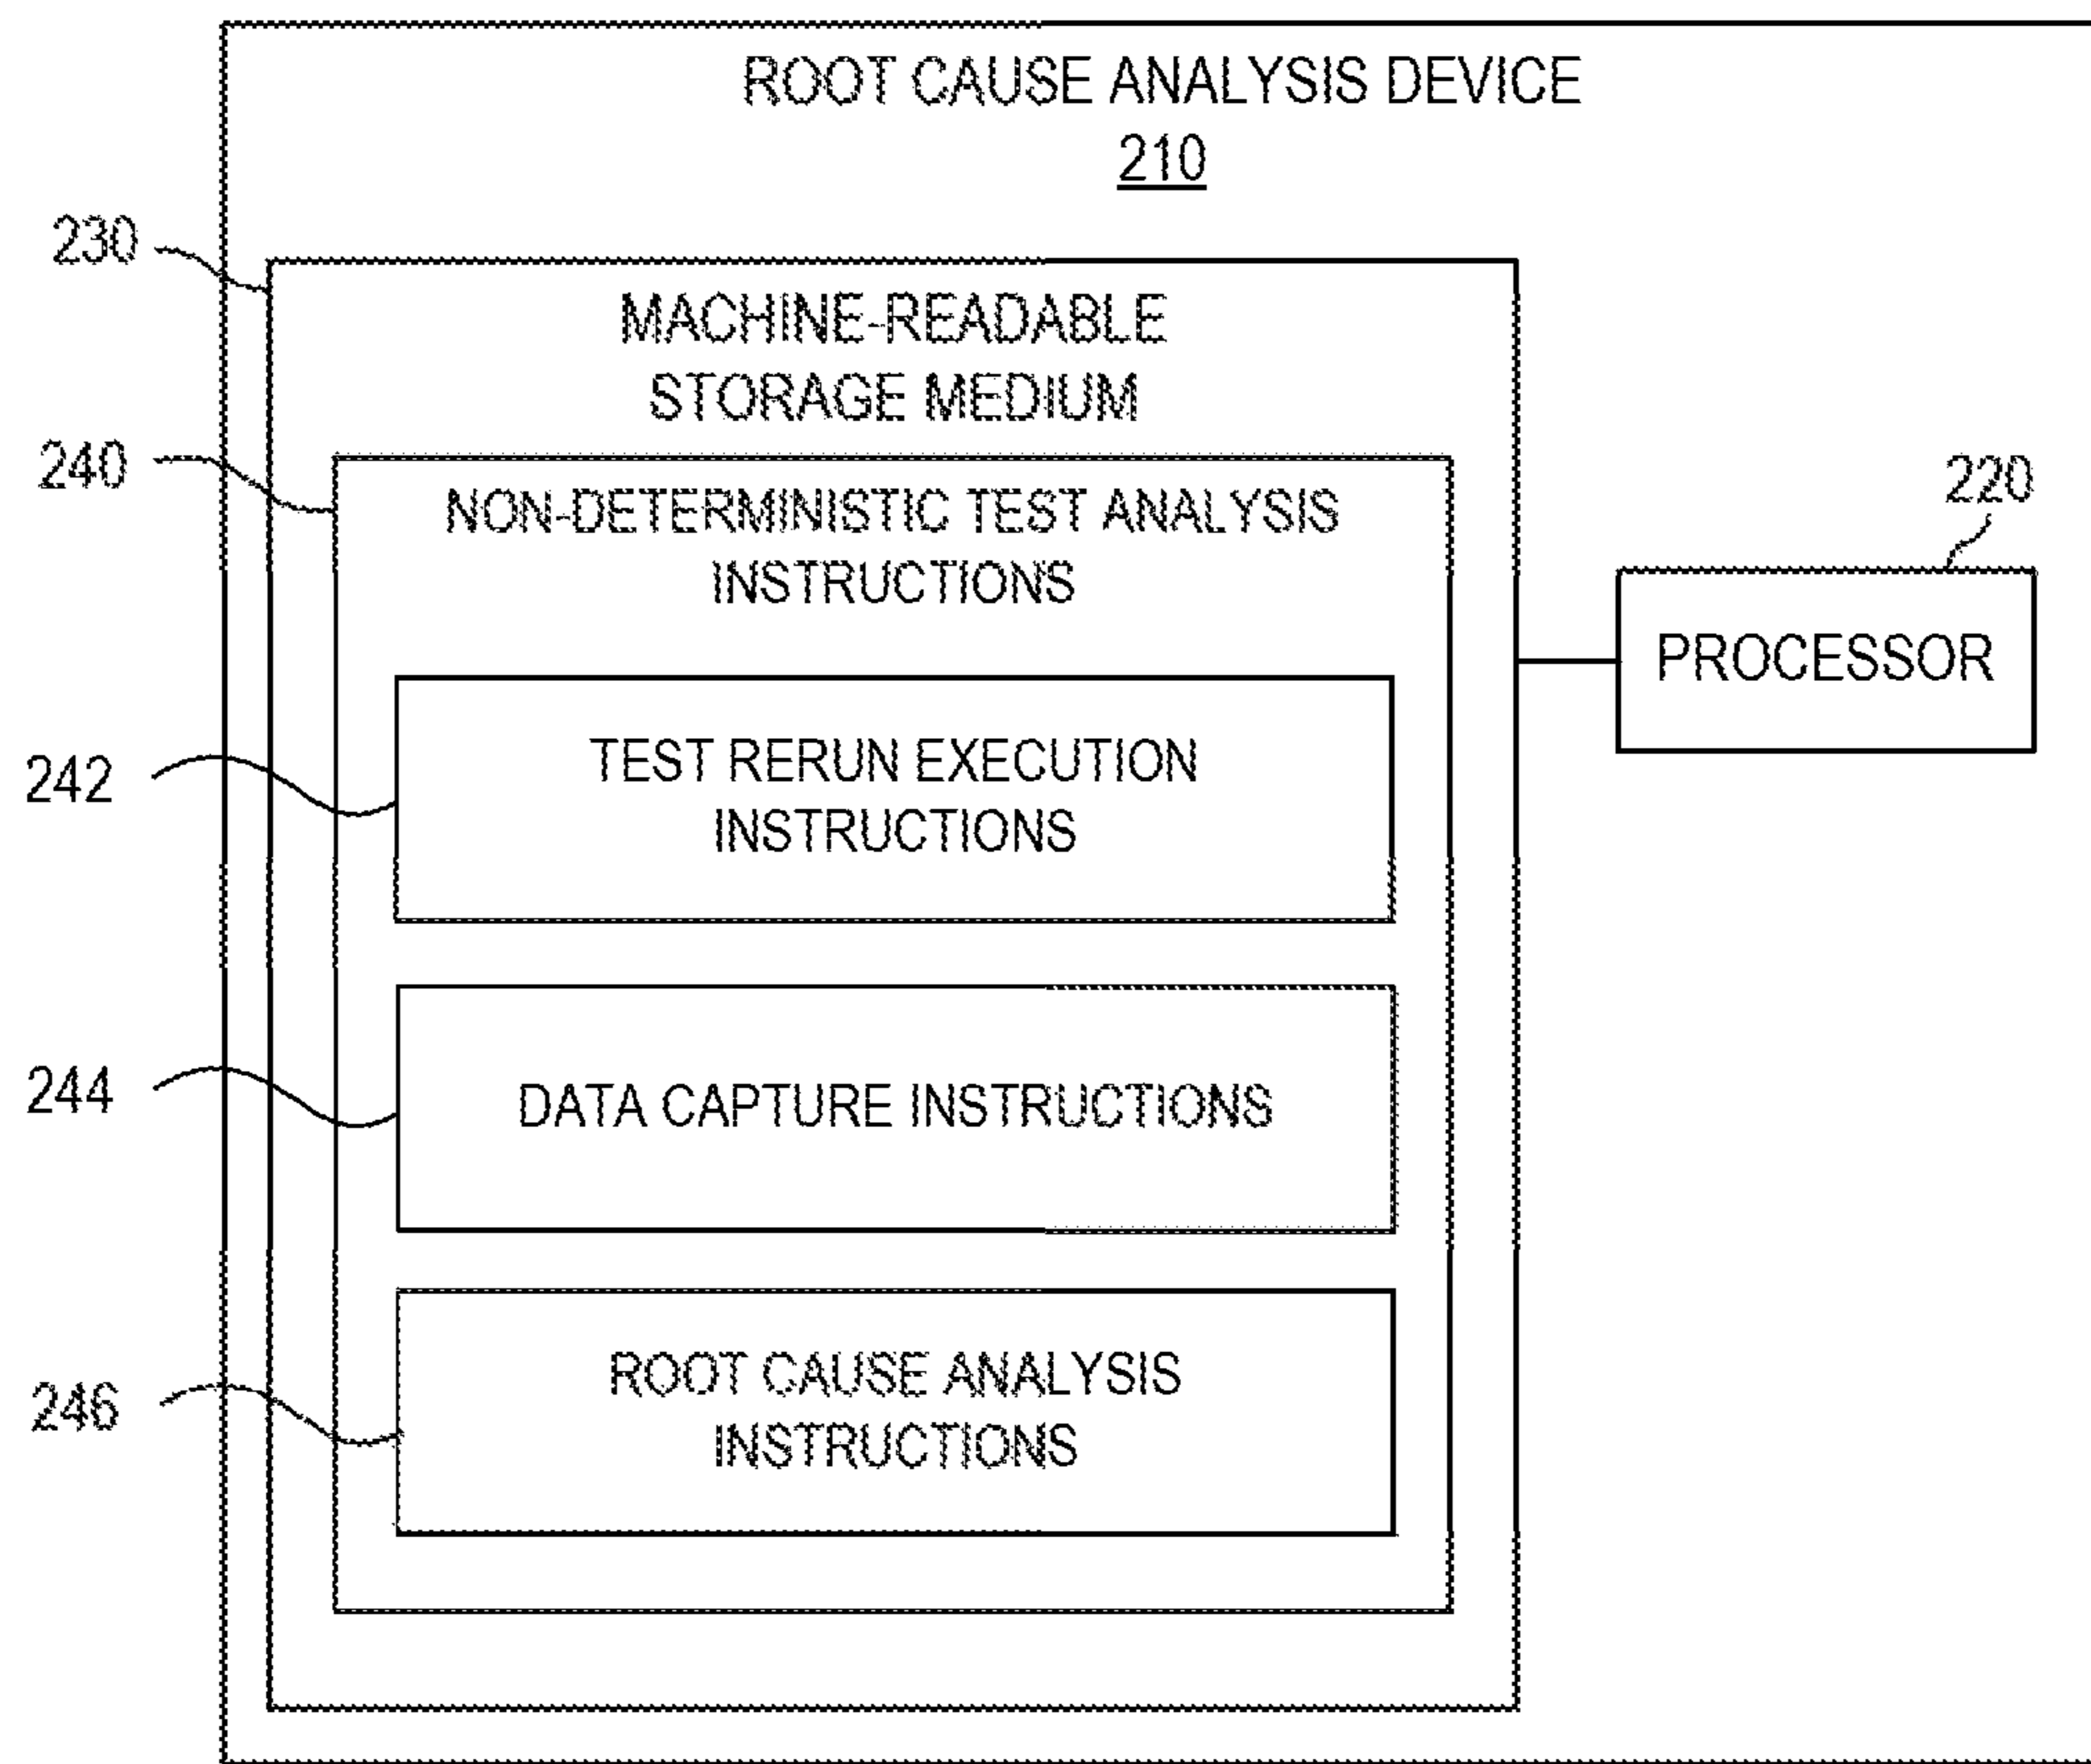 ROOT CAUSE ANALYSIS DEVICE
210
230
MACHINE-READABLE
STORAGE MEDIUM
240
NON-DETERMINISTIC TEST ANALYSIS
INSTRUCTIONS
220
PROCESSOR
242
TEST RERUN EXECUTION
INSTRUCTIONS
244
DATA CAPTURE INSTRUCTIONS
246
ROOT CAUSE ANALYSIS
INSTRUCTIONS